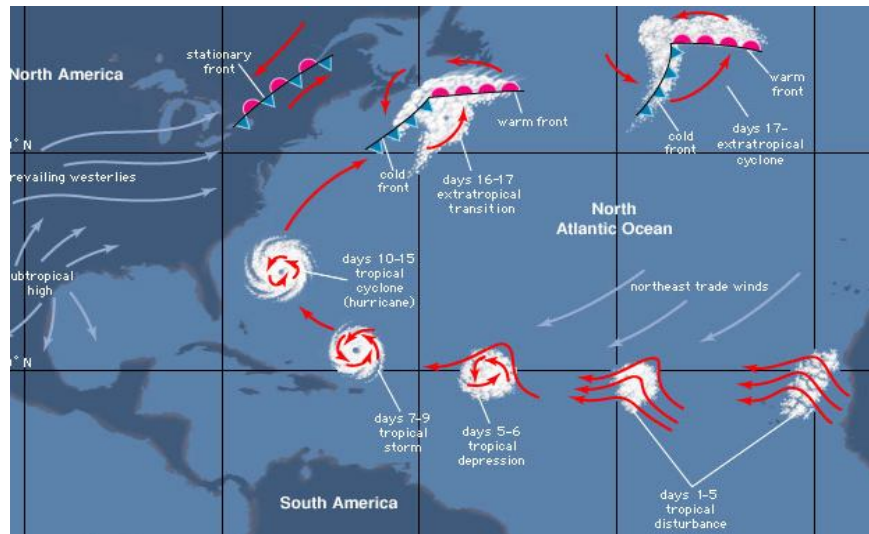 stationary
front
North America
warm
front
warm front
cold
front
days 17-
extratropical
cyclone
° N
prevailing westerlies
cold
front
days 16-17
extratropical
transition
North
Atlantic Ocean
days 10-15
tropical
cyclone
(hurricane)
ubtropical
high
northeast trade winds
0° N
days 7-9
tropical
storm
days 5-6
tropical
depression
South America
days 1-5
tropical
disturbance